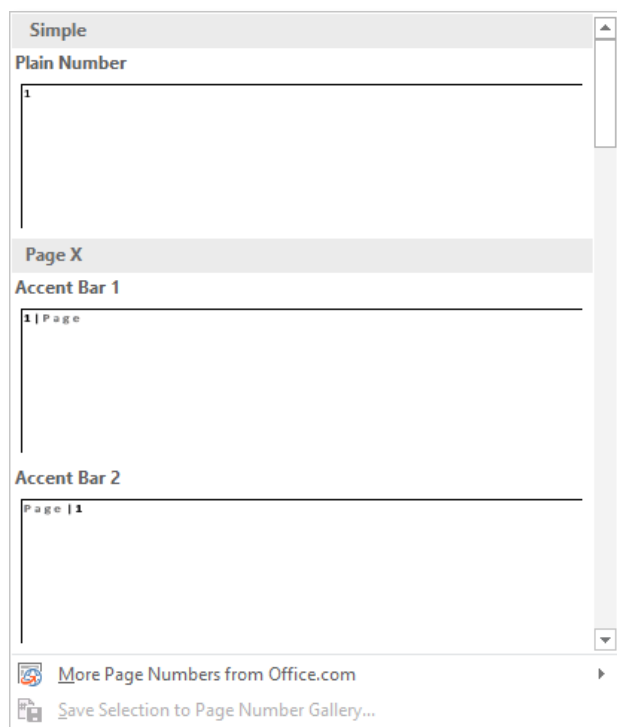 Simple
Plain Number
1
Page X
Accent Bar 1
1|Page
Accent Bar 2
Page|1
More Page Numbers from Office.com
Save Selection to Page Number Gallery...